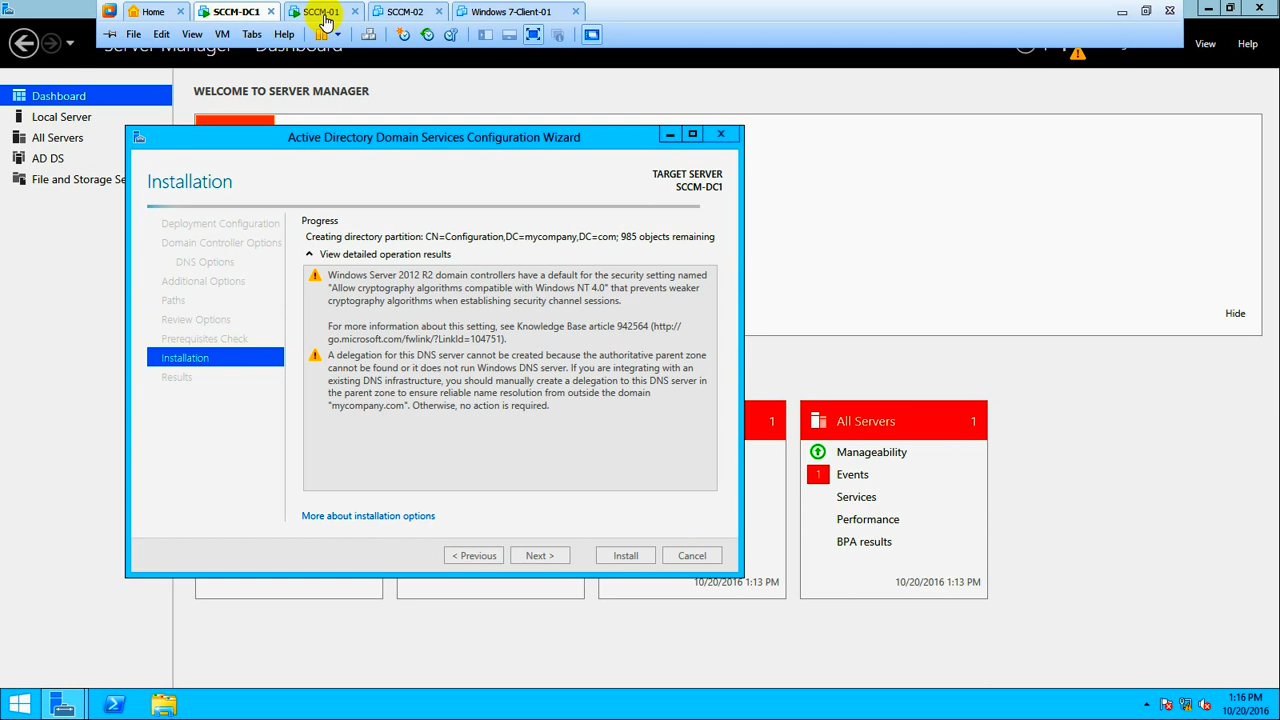 Home
SCCM-DC1
SCCM-01
SCCM-02
Windows 7-Client-01
File
Edit
View
VM
Tabs
Help
View
Help
Dashboard
Local Server
All Servers
AD DS
File and Storage Se
WELCOME TO SERVER MANAGER
Active Directory Domain Services Configuration Wizard
Installation
TARGET SERVER
SCCM-DC1
Deployment Configuration
Domain Controller Options
DNS Options
Additional Options
Paths
Review Options
Prerequisites Check
Installation
Results
Progress
Creating directory partition: CN=Configuration,DC=mycompany,DC=com; 985 objects remaining
View detailed operation results
Windows Server 2012 R2 domain controllers have a default for the security setting named
"Allow cryptography algorithms compatible with Windows NT 4.0" that prevents weaker
cryptography algorithms when establishing security channel sessions.
For more information about this setting, see Knowledge Base article 942564 (http://
go.microsoft.com/fwlink/?LinkId=104751).
A delegation for this DNS server cannot be created because the authoritative parent zone
cannot be found or it does not run Windows DNS server. If you are integrating with an
existing DNS infrastructure, you should manually create a delegation to this DNS server in
the parent zone to ensure reliable name resolution from outside the domain
"mycompany.com". Otherwise, no action is required.
More about installation options
< Previous
Next >
Install
Cancel
Hide
1
All Servers
1
Manageability
1
Events
Services
Performance
BPA results
10/20/2016 1:13 PM
10/20/2016 1:13 PM
1:16 PM
10/20/2016